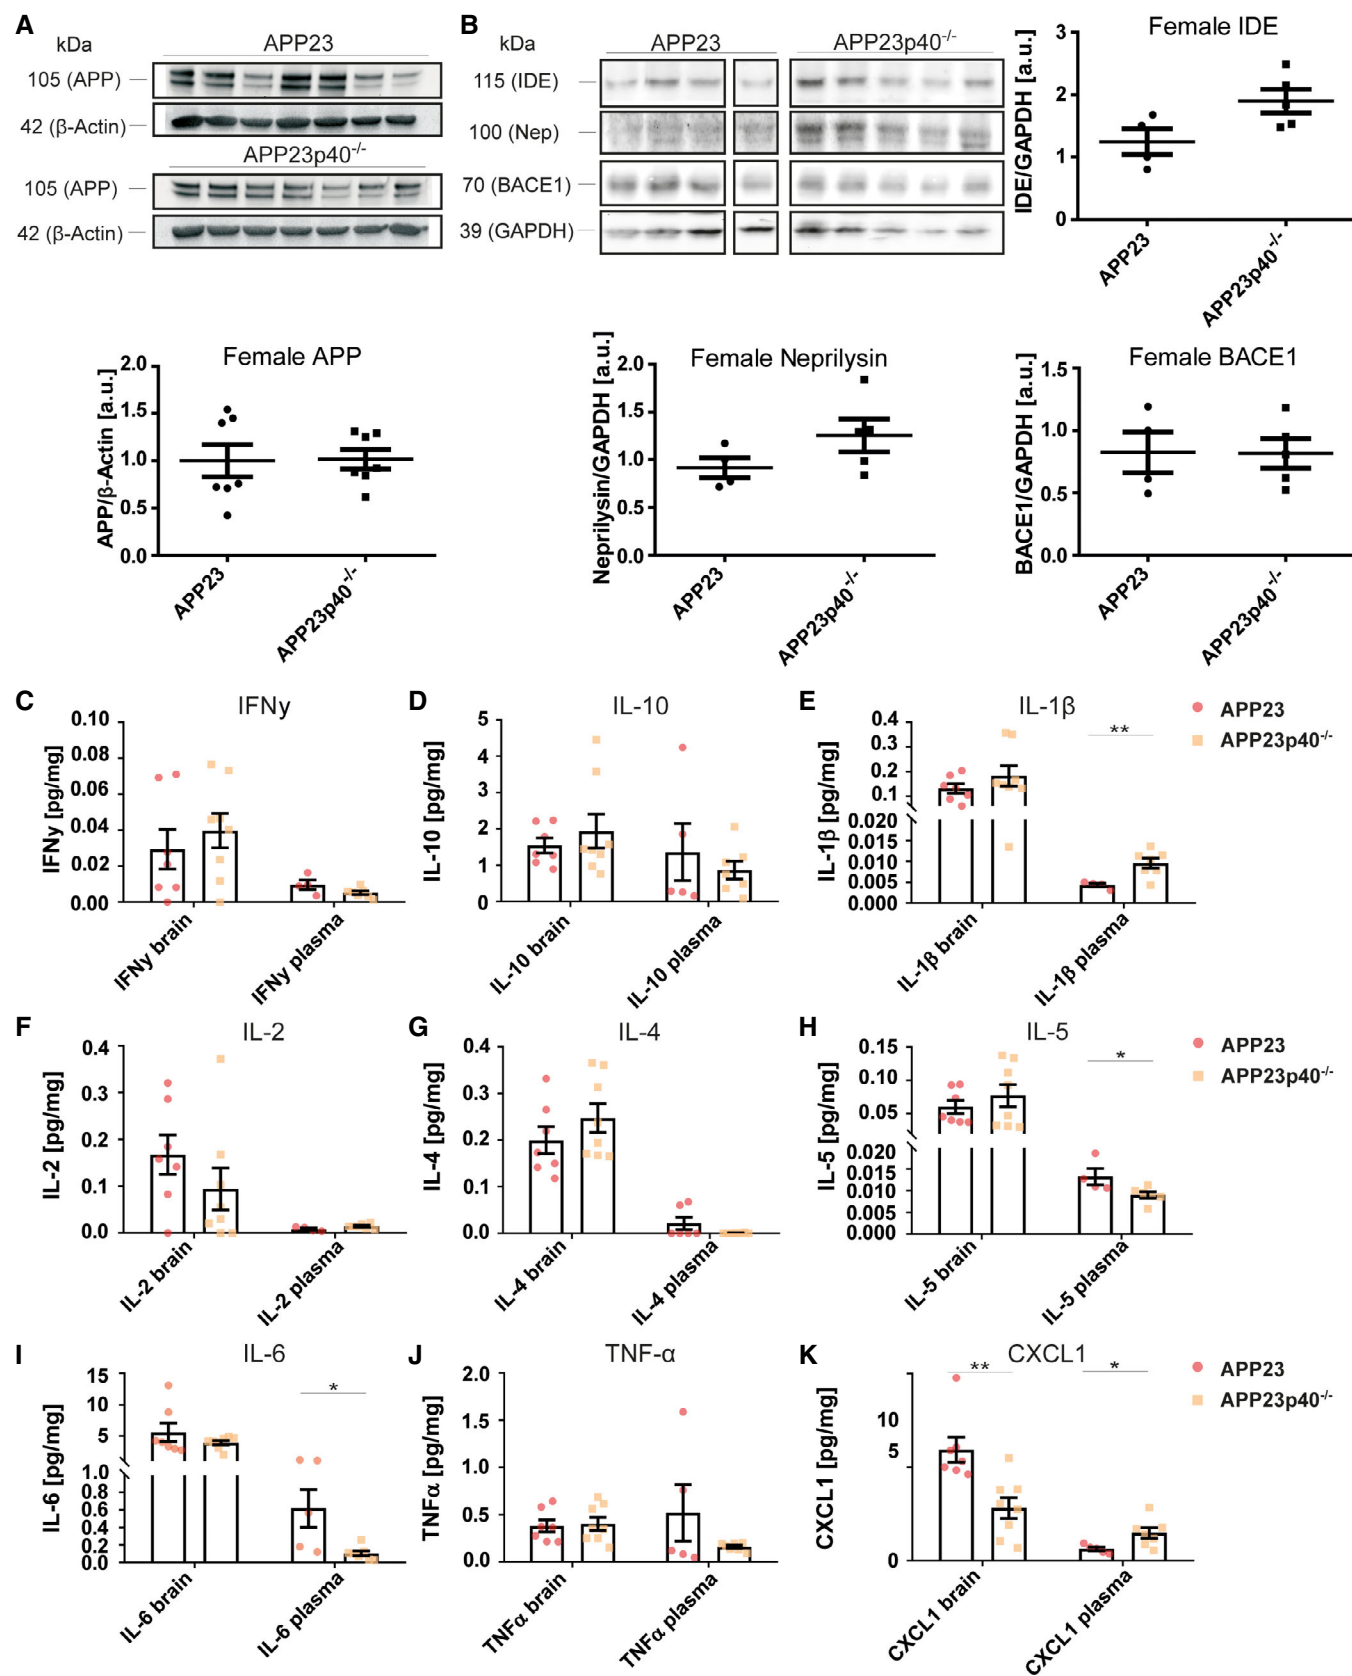 A
kDa
APP23
105 (APP)
42 (β-Actin)
APP23p40-/-
105 (APP)
42 (β-Actin)
B
kDa
APP23
APP23p40-/-
115 (IDE)
100 (Nep)
70 (BACE1)
39 (GAPDH)
Female IDE
IDE/GAPDH [a.u.]
3
2
1
0
APP23
APP23p40-/-
Female APP
APP/β-Actin [a.u.]
2.0
1.5
1.0
0.5
0.0
APP23
APP23p40-/-
Female Neprilysin
Neprilysin/GAPDH [a.u.]
2.0
1.5
1.0
0.5
0.0
APP23
APP23p40-/-
Female BACE1
BACE1/GAPDH [a.u.]
1.5
1.0
0.5
0.0
APP23
APP23p40-/-
C
IFNy
IFNy [pg/mg]
0.10
0.08
0.06
0.04
0.02
0.00
IFNy brain
IFNy plasma
D
IL-10
IL-10 [pg/mg]
5
4
3
2
1
0
IL-10 brain
IL-10 plasma
E
IL-1β
IL-1β [pg/mg]
0.4
0.3
0.2
0.1
0.020
0.015
0.010
0.005
0.000
**
IL-1β brain
IL-1β plasma
APP23
APP23p40-/-
F
IL-2
IL-2 [pg/mg]
0.4
0.3
0.2
0.1
0.0
IL-2 brain
IL-2 plasma
G
IL-4
IL-4 [pg/mg]
0.4
0.3
0.2
0.1
0.0
IL-4 brain
IL-4 plasma
H
IL-5
IL-5 [pg/mg]
0.15
0.10
0.05
0.020
0.015
0.010
0.005
0.000
*
IL-5 brain
IL-5 plasma
APP23
APP23p40-/-
I
IL-6
IL-6 [pg/mg]
15
10
5
1.0
0.8
0.6
0.4
0.2
0.0
*
IL-6 brain
IL-6 plasma
J
TNF-α
TNFα [pg/mg]
2.0
1.5
1.0
0.5
0.0
TNFα brain
TNFα plasma
K
CXCL1
CXCL1 [pg/mg]
10
5
0
**
*
CXCL1 brain
CXCL1 plasma
APP23
APP23p40-/-